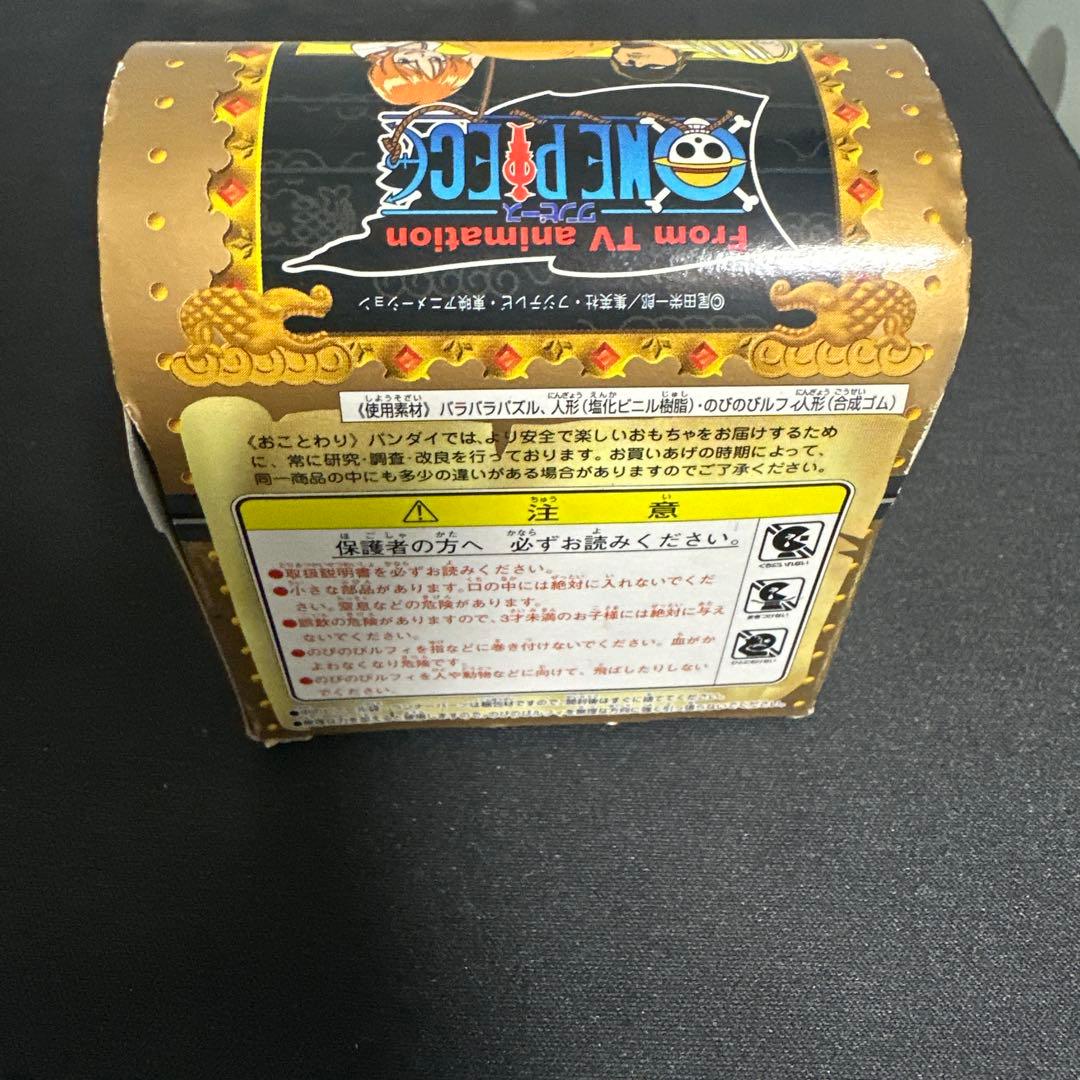 ONE PIECE
ワンピース
From TV animation
©尾田栄一郎／集英社・フジテレビ・東映アニメーション
《使用素材》バラバラパズル、人形(塩化ビニル樹脂)・のびのびルフィ人形(合成ゴム)
《おことわり》バンダイでは、より安全で楽しいおもちゃをお届けするため
に、常に研究・調査・改良を行っております。お買いあげの時期によって、
同一商品の中にも多少の違いがある場合がありますのでご了承ください。
注意
保護者の方へ 必ずお読みください。
●取扱説明書を必ずお読みください。
●小さな部品があります。口の中には絶対に入れないでくだ
さい。窒息などの危険があります。
●誤飲の危険がありますので、3才未満のお子様には絶対に与え
ないでください。
●のびのびルフィを指などに巻き付けないでください。血がか
よわなくなり危険です。
●のびのびルフィを人や動物などに向けて、飛ばしたりしない
でください。
くちにいれない